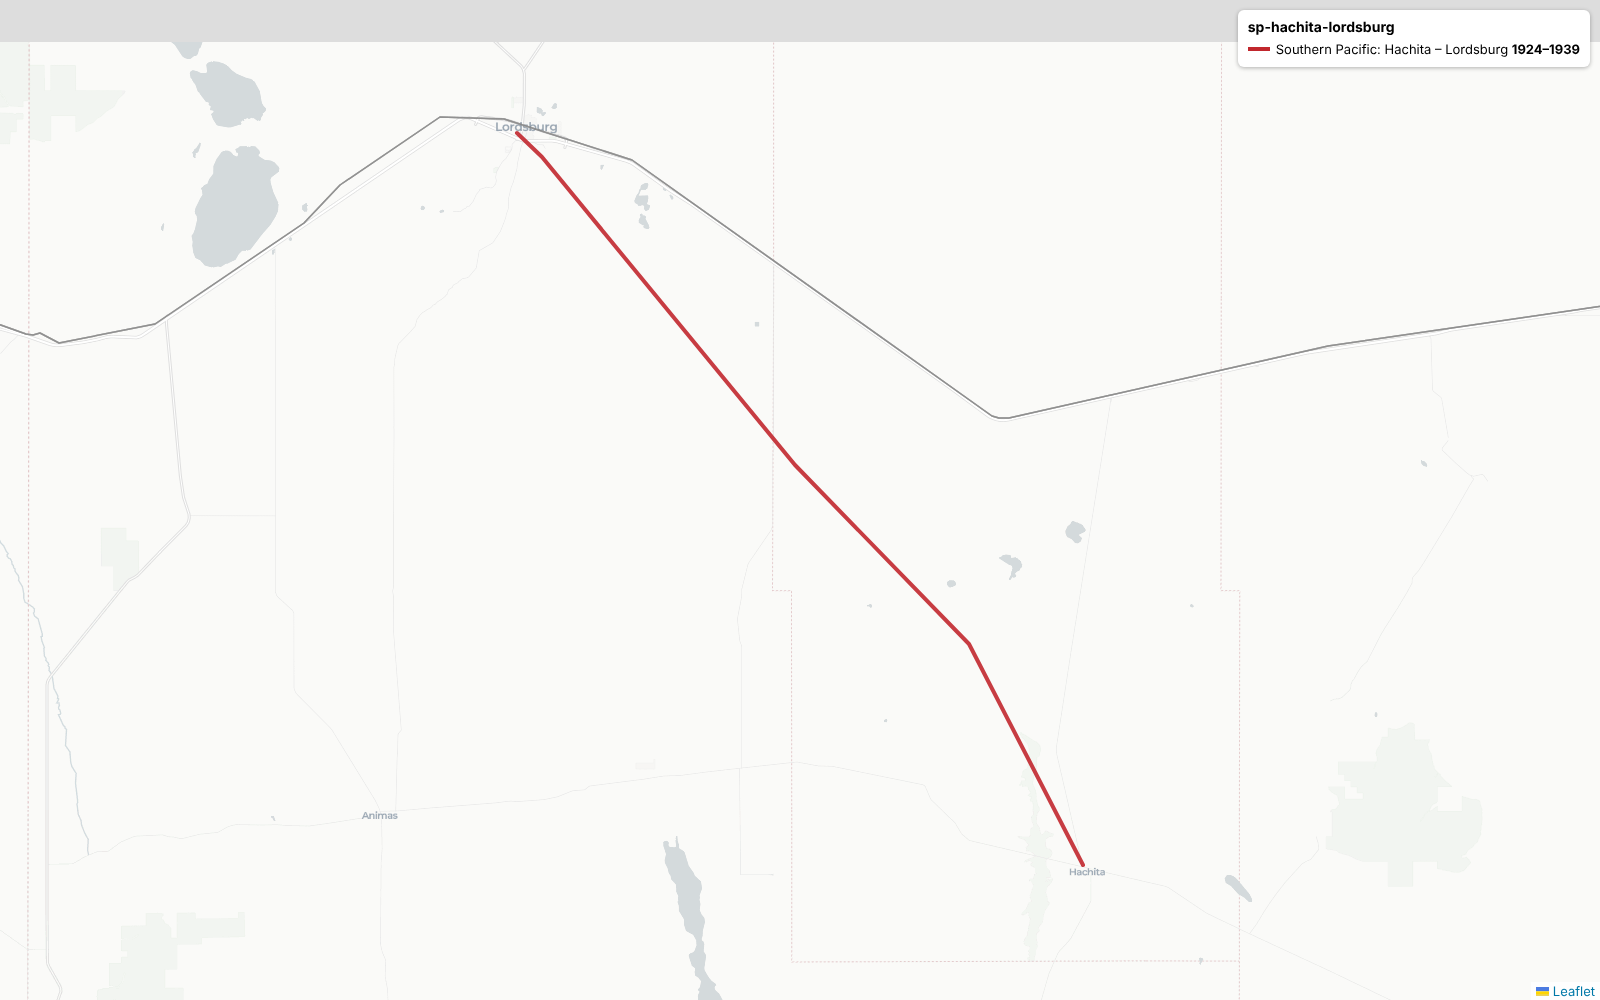 sp-hachita-lordsburg
Southern Pacific: Hachita – Lordsburg 1924–1939
Lordsburg
Animas
Hachita
Leaflet